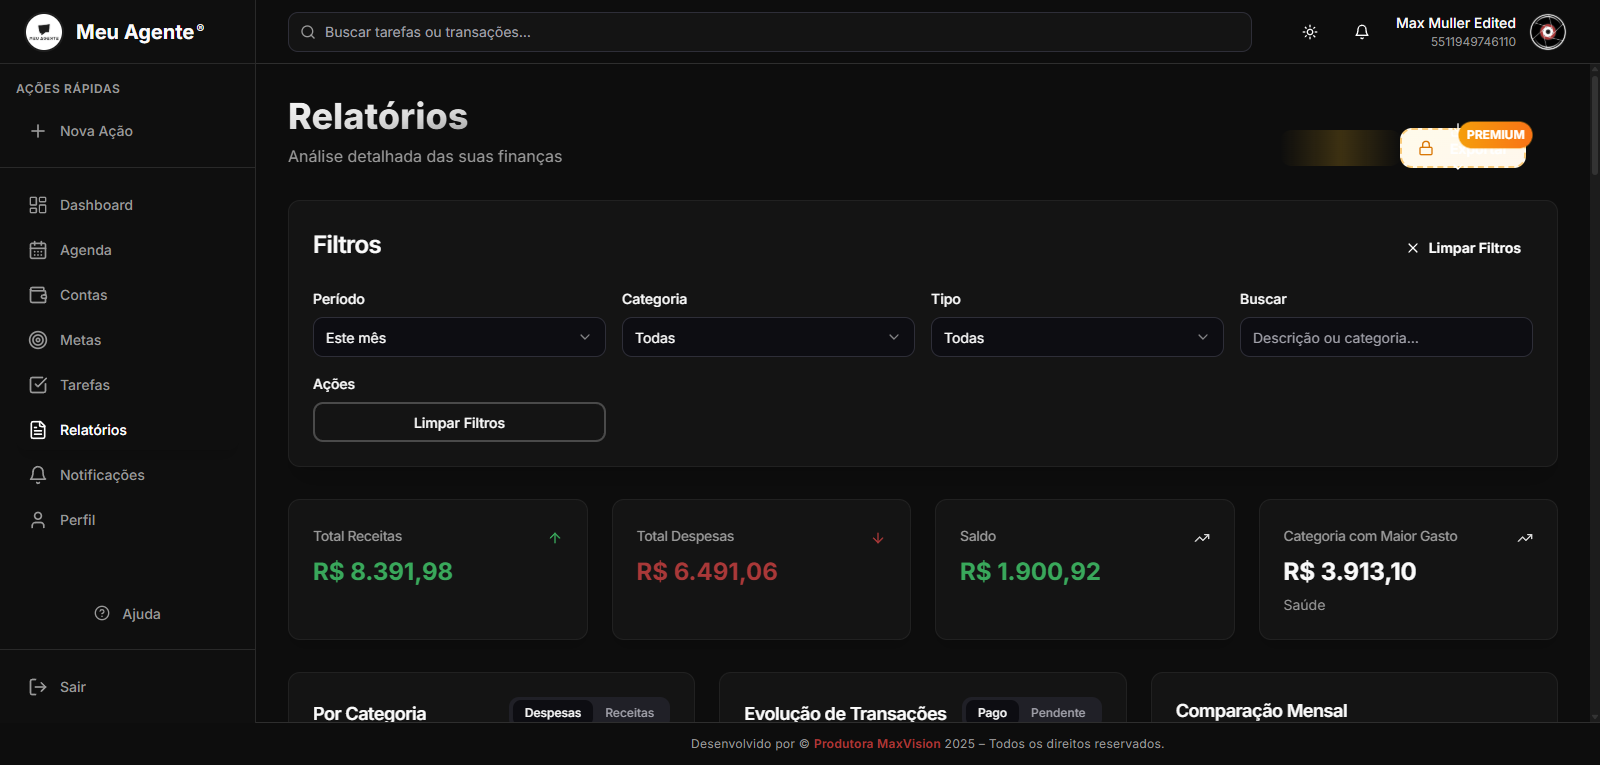 Meu Agente®
Buscar tarefas ou transações...
Max Muller Edited
5511949746110
AÇÕES RÁPIDAS
Nova Ação
Dashboard
Agenda
Contas
Metas
Tarefas
Relatórios
Notificações
Perfil
Ajuda
Sair
Relatórios
Análise detalhada das suas finanças
PREMIUM
Filtros
Limpar Filtros
Período
Categoria
Tipo
Buscar
Este mês
Todas
Todas
Descrição ou categoria...
Ações
Limpar Filtros
Total Receitas
R$ 8.391,98
Total Despesas
R$ 6.491,06
Saldo
R$ 1.900,92
Categoria com Maior Gasto
R$ 3.913,10
Saúde
Por Categoria
Despesas
Receitas
Evolução de Transações
Pago
Pendente
Comparação Mensal
Desenvolvido por © Produtora MaxVision 2025 – Todos os direitos reservados.